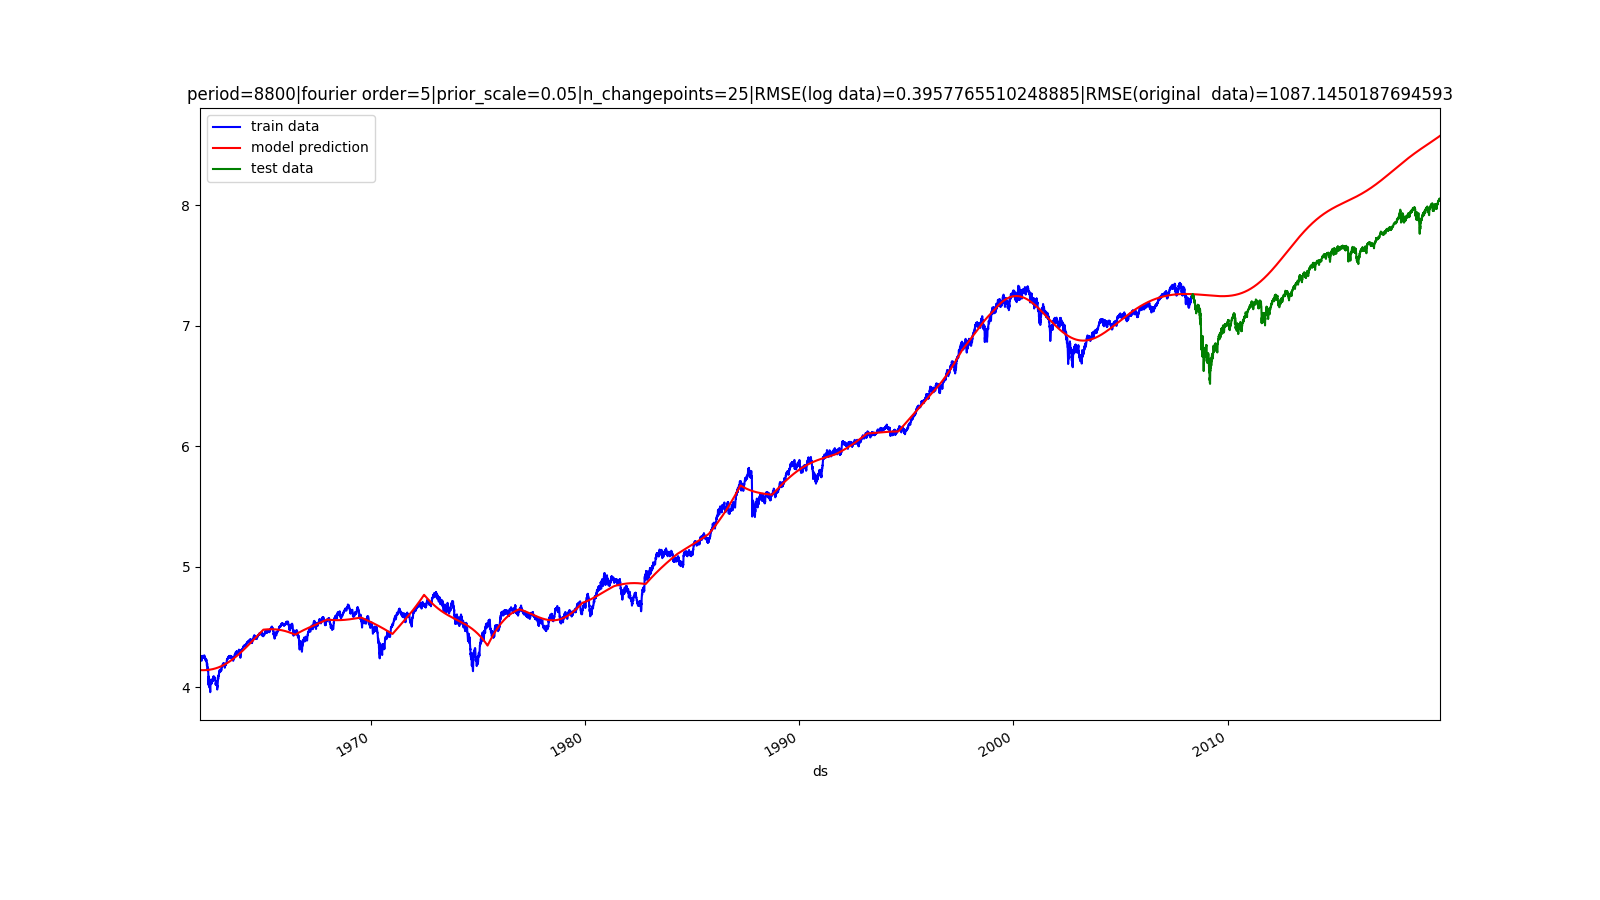 period=8800|fourier order=5|prior_scale=0.05|n_changepoints=25|RMSE(log data)=0.3957765510248885|RMSE(original  data)=1087.1450187694593
train data
model prediction
test data
8
7
6
5
4
1970
1980
1990
2000
2010
ds